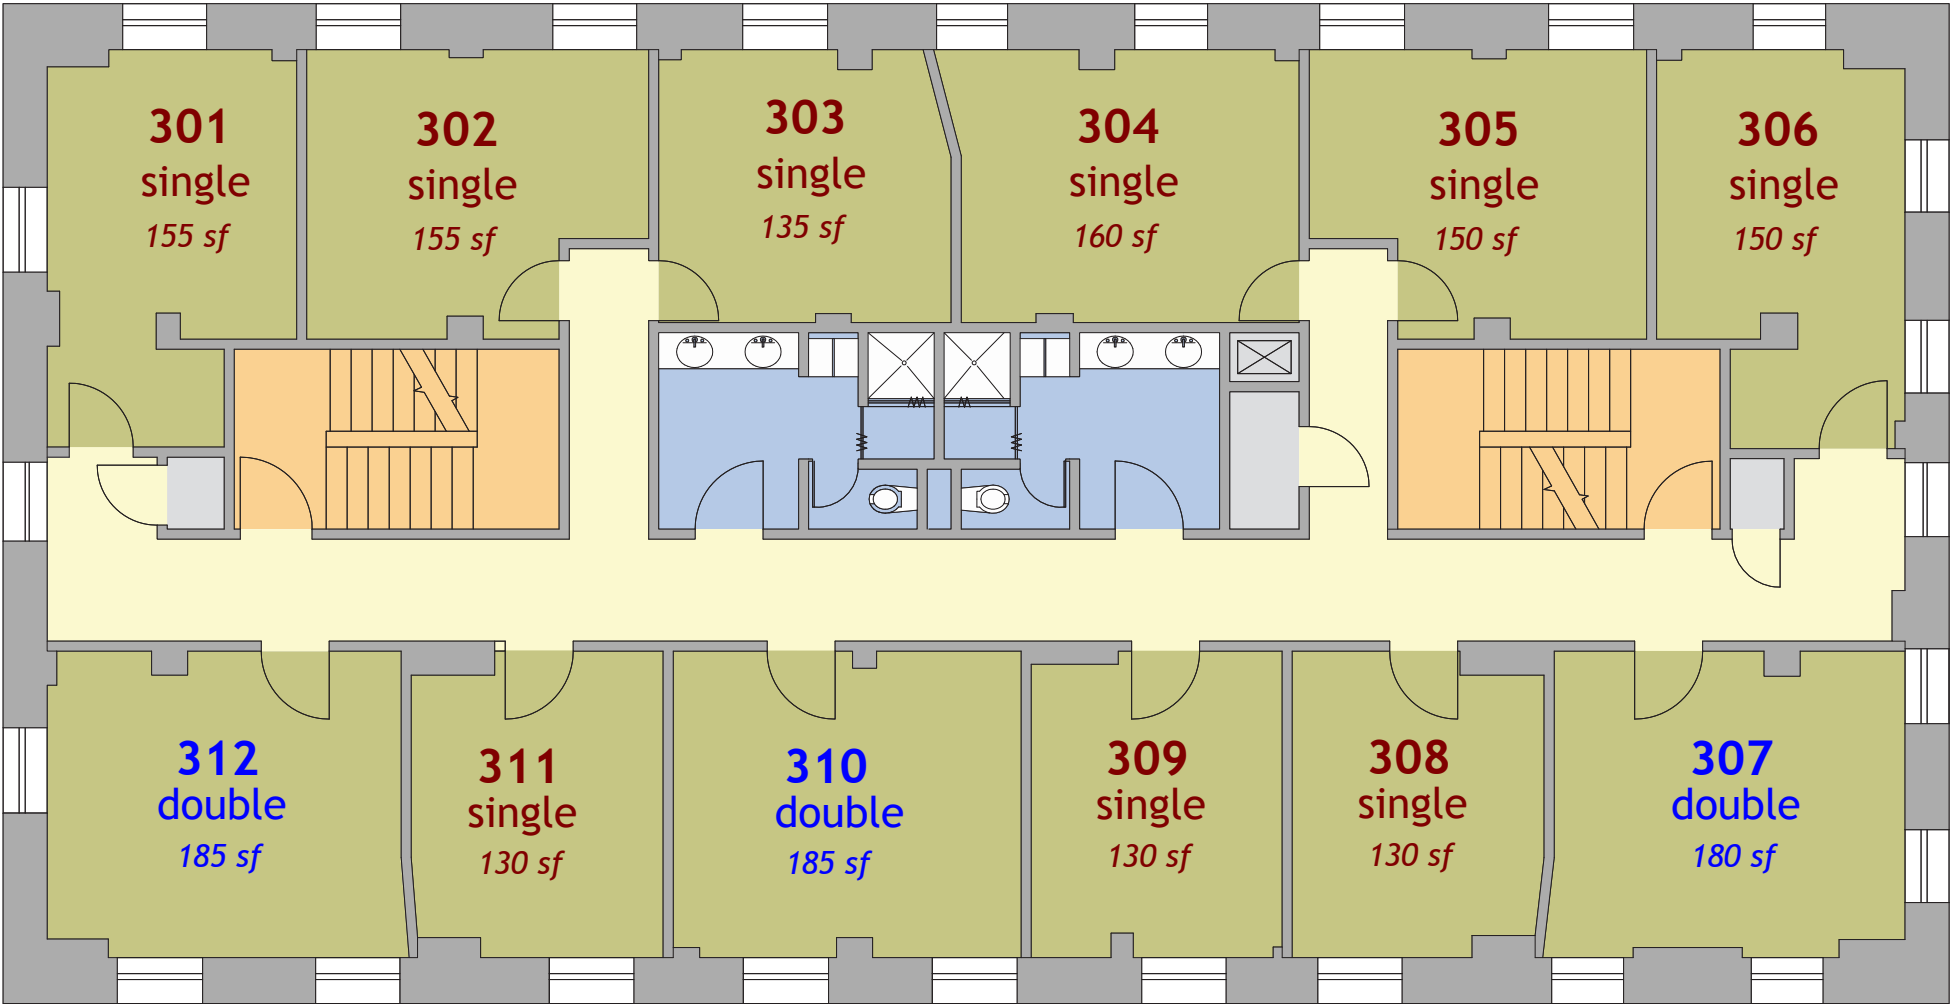 301
single
155 sf
302
single
155 sf
303
single
135 sf
304
single
160 sf
305
single
150 sf
306
single
150 sf
312
double
185 sf
311
single
130 sf
310
double
185 sf
309
single
130 sf
308
single
130 sf
307
double
180 sf